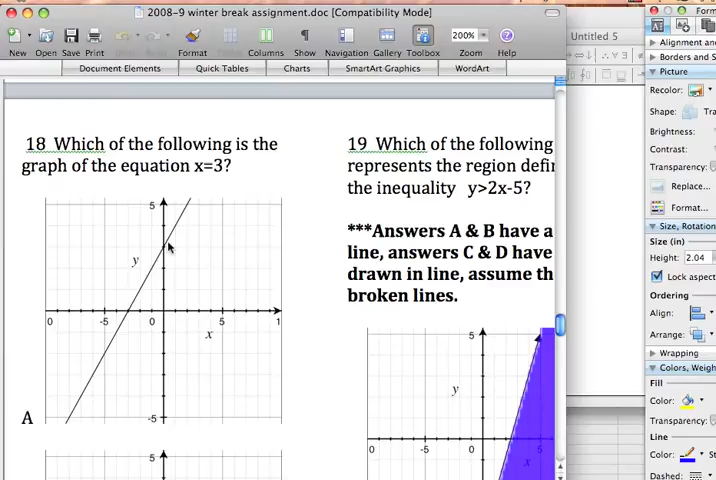 2008-9 winter break assignment.doc [Compatibility Mode]
New Open Save Print Format Columns Show Navigation Gallery Toolbox Zoom Help
200%
Document Elements Quick Tables Charts SmartArt Graphics WordArt
18 Which of the following is the
graph of the equation x=3?
5
y
0 -5 0 5 1
x
-5
A
5
19 Which of the following
represents the region defi
the inequality y>2x-5?
***Answers A & B have a
line, answers C & D have
drawn in line, assume th
broken lines.
5
y
0 -5 0 5
x
Untitled 5
Form
Alignment and
Borders and S
Picture
Recolor:
Shape: Tra
Brightness:
Contrast:
Transparency:
Replace...
Format...
Size, Rotation
Size (in)
Height: 2.04
Lock aspect
Ordering
Align:
Arrange:
Wrapping
Colors, Weigh
Fill
Color:
Transparency:
Line
Color: St
Dashed: